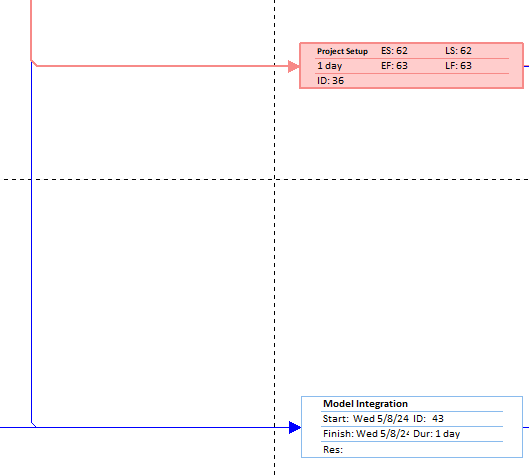 Project Setup ES: 62 LS: 62
1 day EF: 63 LF: 63
ID: 36
Model Integration
Start: Wed 5/8/24 ID: 43
Finish: Wed 5/8/2 Dur: 1 day
Res: